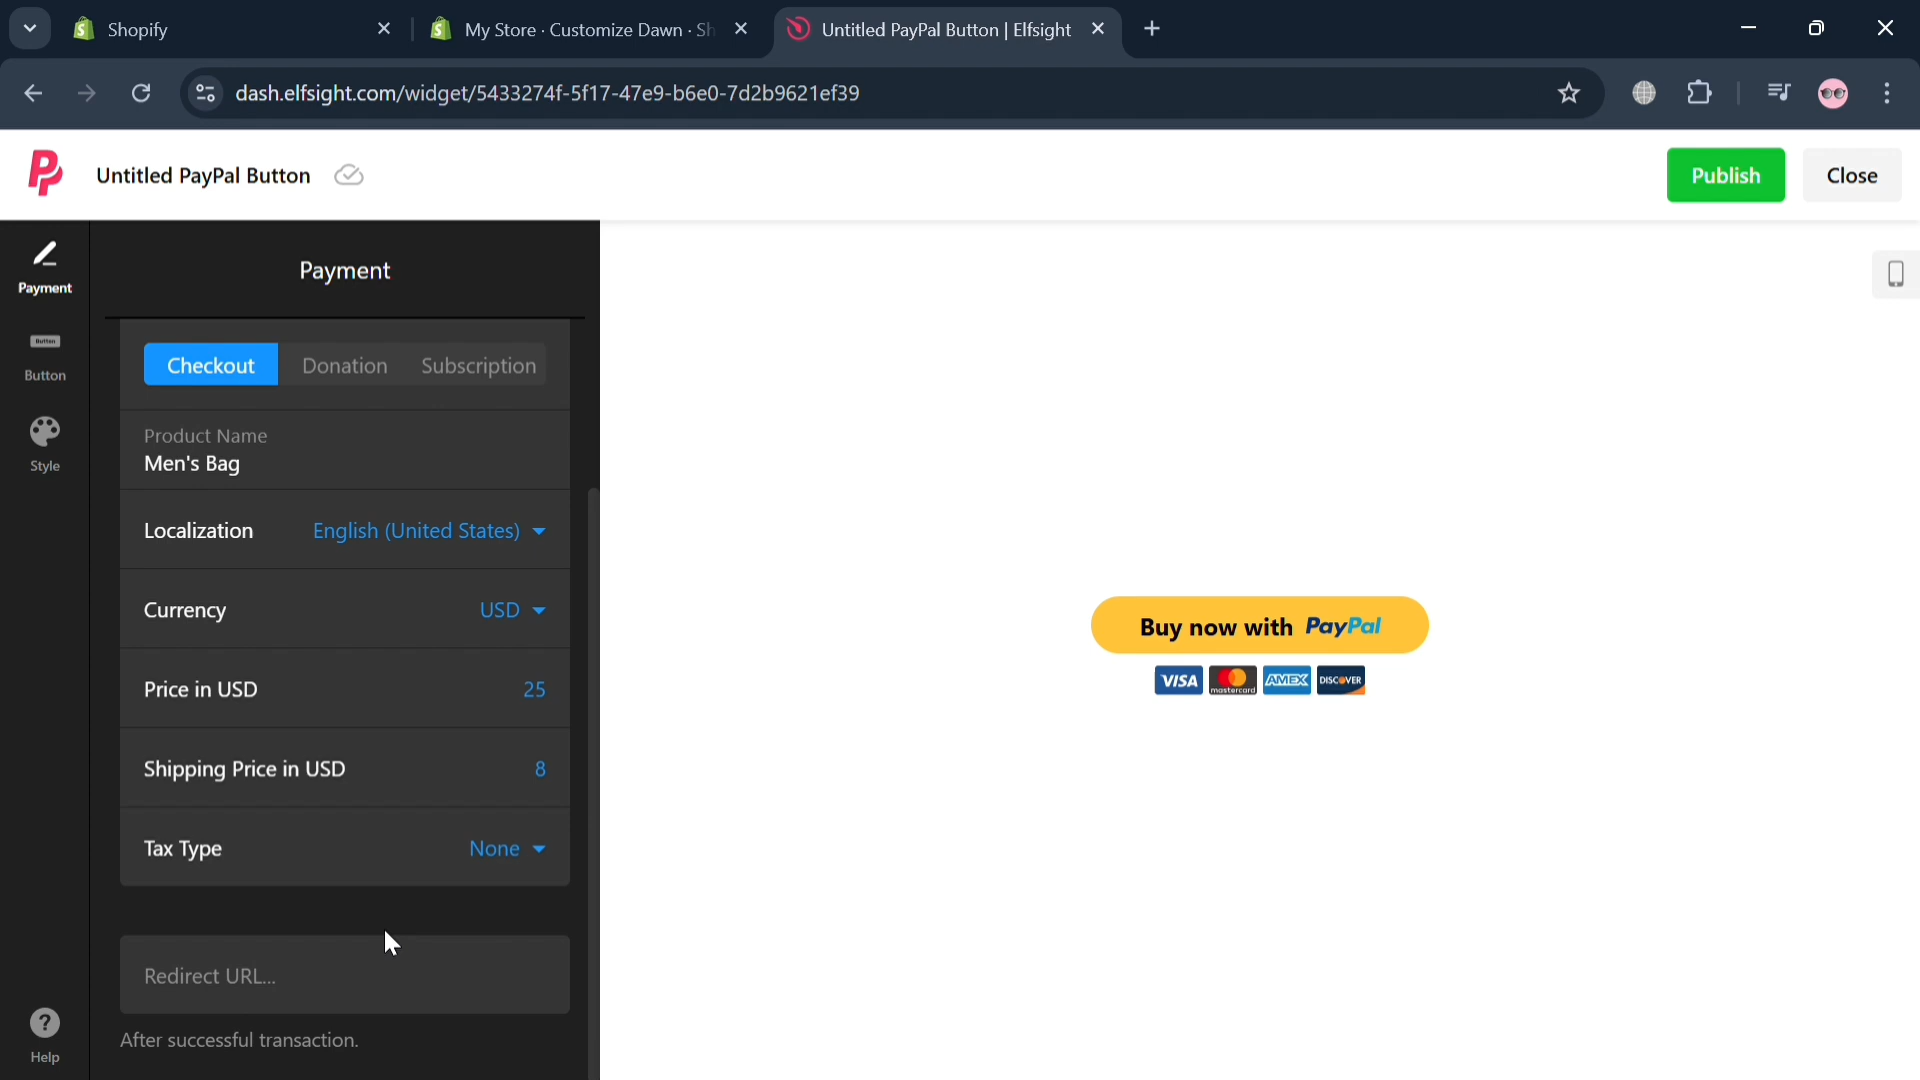 Shopify
My Store · Customize Dawn · Sh
Untitled PayPal Button | Elfsight
dash.elfsight.com/widget/5433274f-5f17-47e9-b6e0-7d2b9621ef39
Untitled PayPal Button
Publish
Close
Payment
Button
Button
Style
Help
Payment
Checkout
Donation
Subscription
Product Name
Men's Bag
Localization
English (United States)
Currency
USD
Price in USD
25
Shipping Price in USD
8
Tax Type
None
Redirect URL...
After successful transaction.
Buy now with PayPal
VISA
mastercard
AMEX
DISCOVER